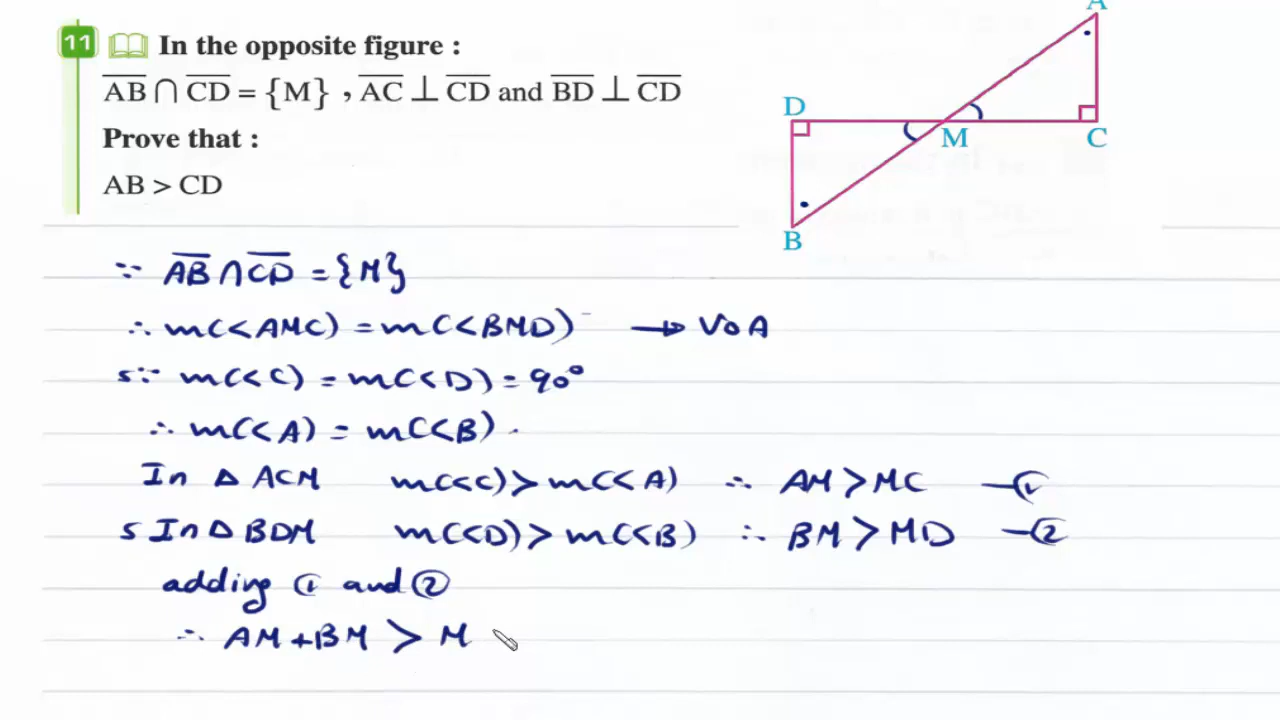 11 In the opposite figure :
AB ∩ CD = {M} , AC ⊥ CD and BD ⊥ CD
Prove that :
AB > CD
A
D
M
C
B
∵ AB ∩ CD = {M}
∴ m(<AMC) = m(<BMD) → VOA
, ∵ m(<C) = m(<D) = 90°
∴ m(<A) = m(<B) .
In Δ ACM m(<C) > m(<A) ∴ AM > MC —①
, In Δ BDM m(<D) > m(<B) ∴ BM > MD —②
adding ① and ②
∴ AM + BM > M